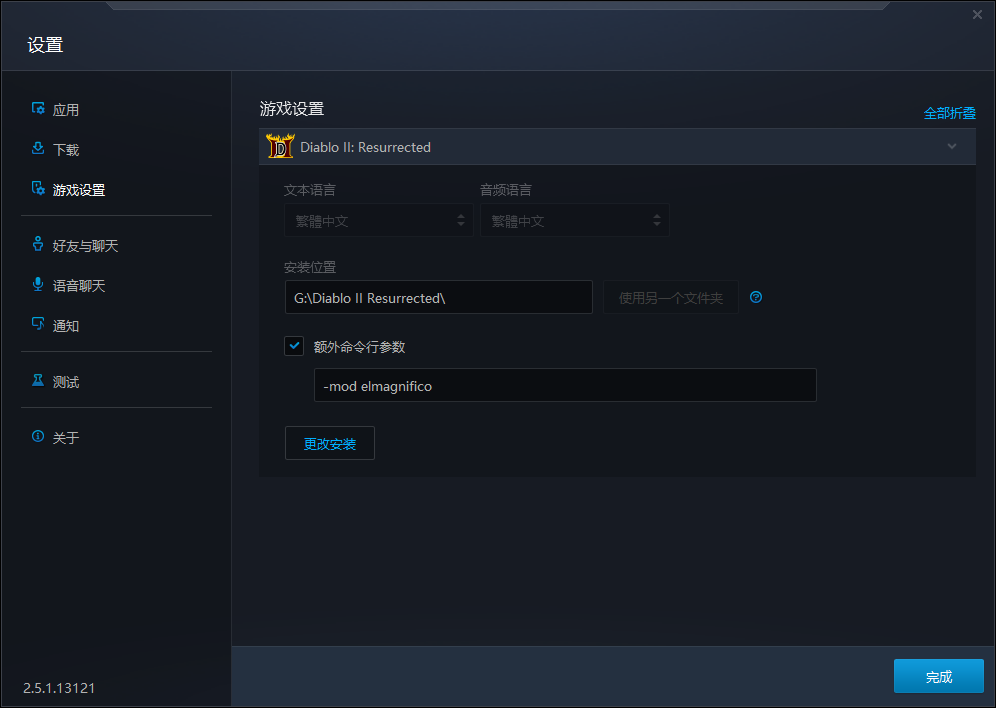 设置
应用
下载
游戏设置
好友与聊天
语音聊天
通知
测试
关于
2.5.1.13121
游戏设置
全部折叠
Diablo II: Resurrected
文本语言 音频语言
繁體中文 繁體中文
安装位置
G:\Diablo II Resurrected\ 使用另一个文件夹
额外命令行参数
-mod elmagnifico
更改安装
完成